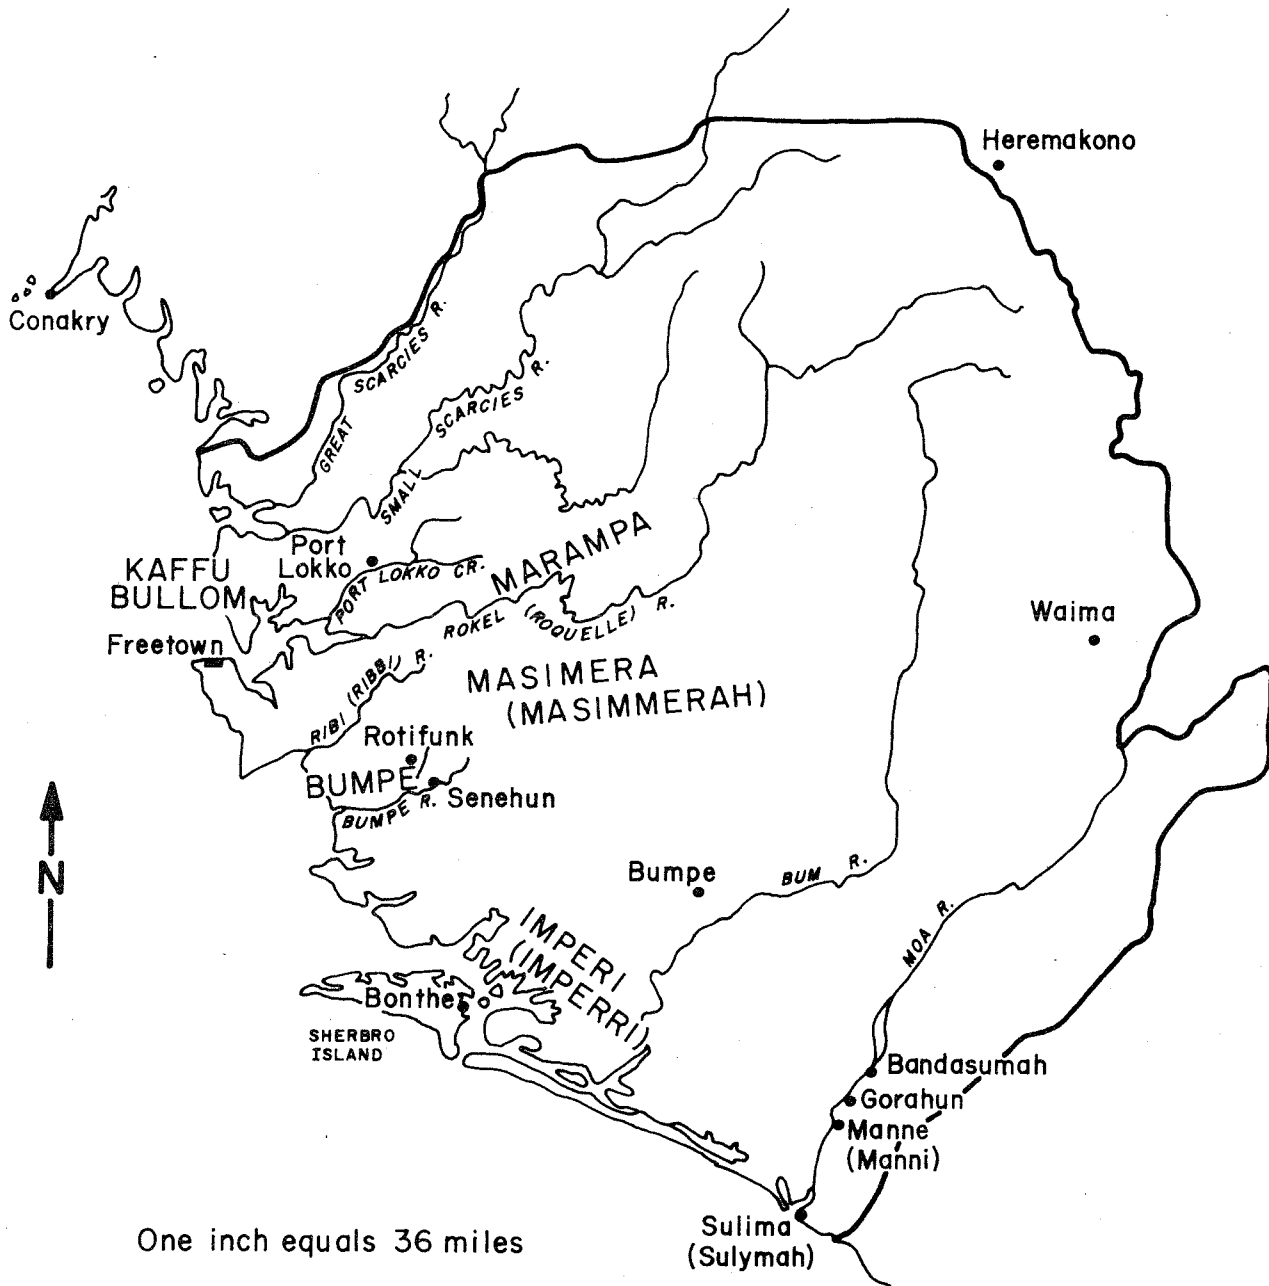 Heremakono
Conakry
GREAT SCARCIES R.
SMALL SCARCIES R.
Port
Lokko
PORT LOKKO CR.
KAFFU
BULLOM
MARAMPA
ROKEL (ROQUELLE) R.
Freetown
Waima
MASIMERA
(MASIMMERAH)
RIBI (RIBBI) R.
Rotifunk
BUMPE
BUMPE R.
Senehun
N
Bumpe
BUM R.
MOA R.
IMPERI
(IMPERRI)
Bonthe
SHERBRO
ISLAND
Bandasumah
Gorahun
Manne
(Manni)
Sulima
(Sulymah)
One inch equals 36 miles